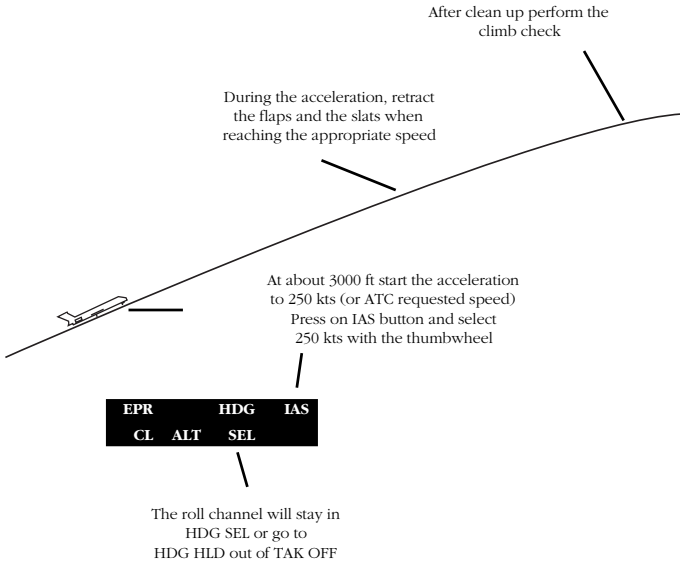 After clean up perform the
climb check
During the acceleration, retract
the flaps and the slats when
reaching the appropriate speed
At about 3000 ft start the acceleration
to 250 kts (or ATC requested speed)
Press on IAS button and select
250 kts with the thumbwheel
EPR HDG IAS
CL ALT SEL
The roll channel will stay in
HDG SEL or go to
HDG HLD out of TAK OFF